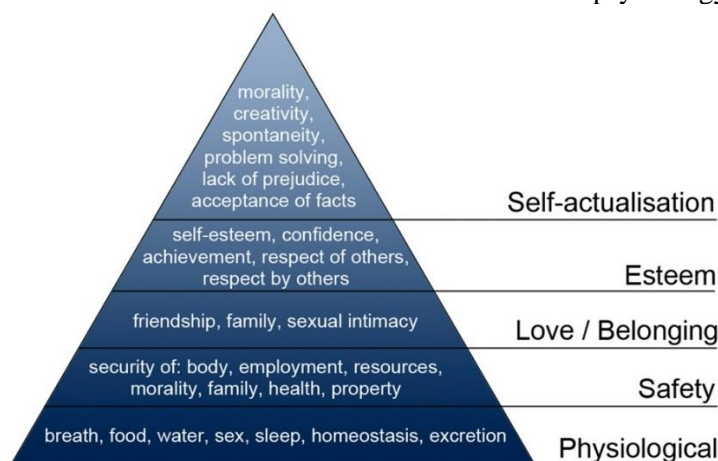 morality,
creativity,
spontaneity,
problem solving,
lack of prejudice,
acceptance of facts
Self-actualisation
self-esteem, confidence,
achievement, respect of others,
respect by others
Esteem
friendship, family, sexual intimacy
Love / Belonging
security of: body, employment, resources,
morality, family, health, property
Safety
breath, food, water, sex, sleep, homeostasis, excretion
Physiological